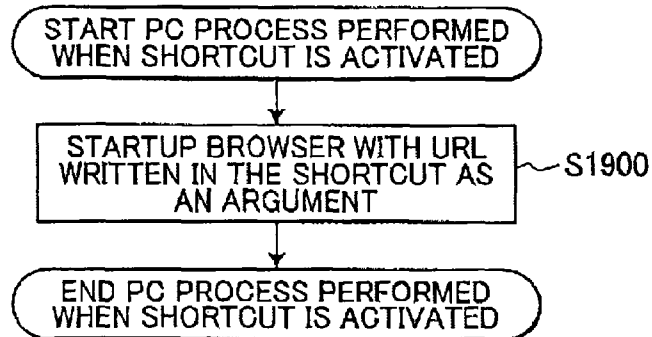 START PC PROCESS PERFORMED
WHEN SHORTCUT IS ACTIVATED
STARTUP BROWSER WITH URL
WRITTEN IN THE SHORTCUT AS
AN ARGUMENT
S1900
END PC PROCESS PERFORMED
WHEN SHORTCUT IS ACTIVATED